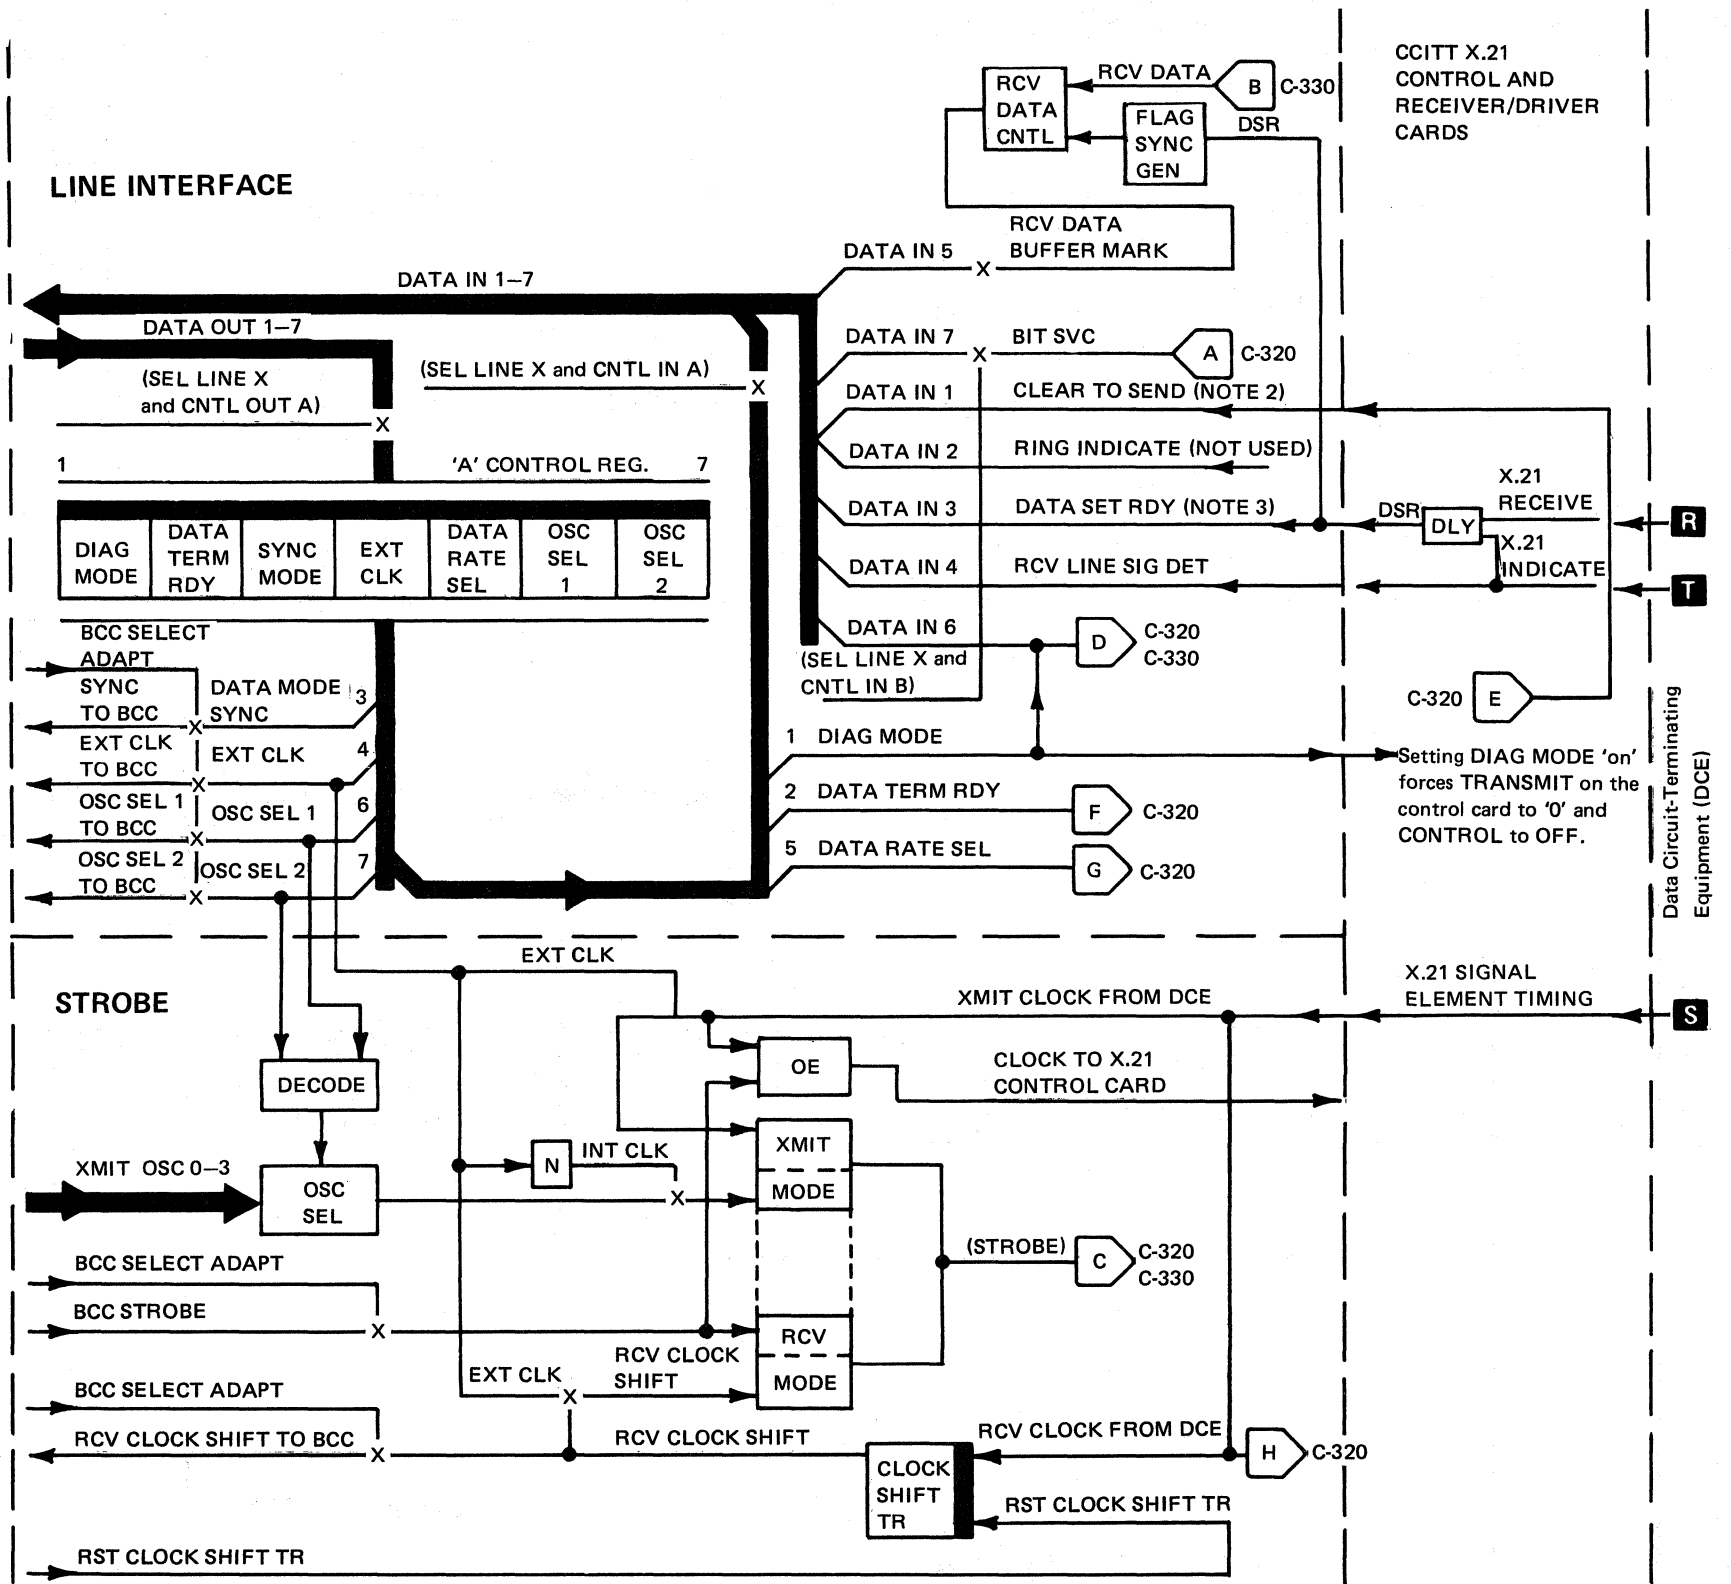 CCITT X.21
CONTROL AND
RECEIVER/DRIVER
CARDS
RCV
DATA
CNTL
RCV DATA
B
C-330
FLAG
SYNC
GEN
DSR
LINE INTERFACE
RCV DATA
BUFFER MARK
DATA IN 5
X
DATA IN 1–7
DATA OUT 1–7
(SEL LINE X
and CNTL OUT A)
X
(SEL LINE X and CNTL IN A)
X
DATA IN 7
X
BIT SVC
A
C-320
DATA IN 1
CLEAR TO SEND (NOTE 2)
DATA IN 2
RING INDICATE (NOT USED)
1
'A' CONTROL REG.
7
DATA IN 3
DATA SET RDY (NOTE 3)
DSR
DLY
X.21
RECEIVE
R
X.21
INDICATE
T
DIAG
MODE
DATA
TERM
RDY
SYNC
MODE
EXT
CLK
DATA
RATE
SEL
OSC
SEL
1
OSC
SEL
2
DATA IN 4
RCV LINE SIG DET
DATA IN 6
D
C-320
C-330
(SEL LINE X and
CNTL IN B)
C-320
E
BCC SELECT
ADAPT
SYNC
TO BCC
X
DATA MODE
SYNC
3
EXT CLK
TO BCC
X
EXT CLK
4
OSC SEL 1
TO BCC
X
OSC SEL 1
6
OSC SEL 2
TO BCC
X
OSC SEL 2
7
1
DIAG MODE
Setting DIAG MODE 'on'
forces TRANSMIT on the
control card to '0' and
CONTROL to OFF.
2
DATA TERM RDY
F
C-320
5
DATA RATE SEL
G
C-320
Data Circuit-Terminating
Equipment (DCE)
STROBE
EXT CLK
XMIT CLOCK FROM DCE
X.21 SIGNAL
ELEMENT TIMING
S
DECODE
OE
CLOCK TO X.21
CONTROL CARD
XMIT OSC 0–3
OSC
SEL
N
INT CLK
X
XMIT
MODE
(STROBE)
C
C-320
C-330
BCC SELECT ADAPT
BCC STROBE
X
RCV
MODE
RCV CLOCK
SHIFT
EXT CLK
X
BCC SELECT ADAPT
RCV CLOCK SHIFT TO BCC
X
RCV CLOCK SHIFT
CLOCK
SHIFT
TR
RCV CLOCK FROM DCE
H
C-320
RST CLOCK SHIFT TR
RST CLOCK SHIFT TR